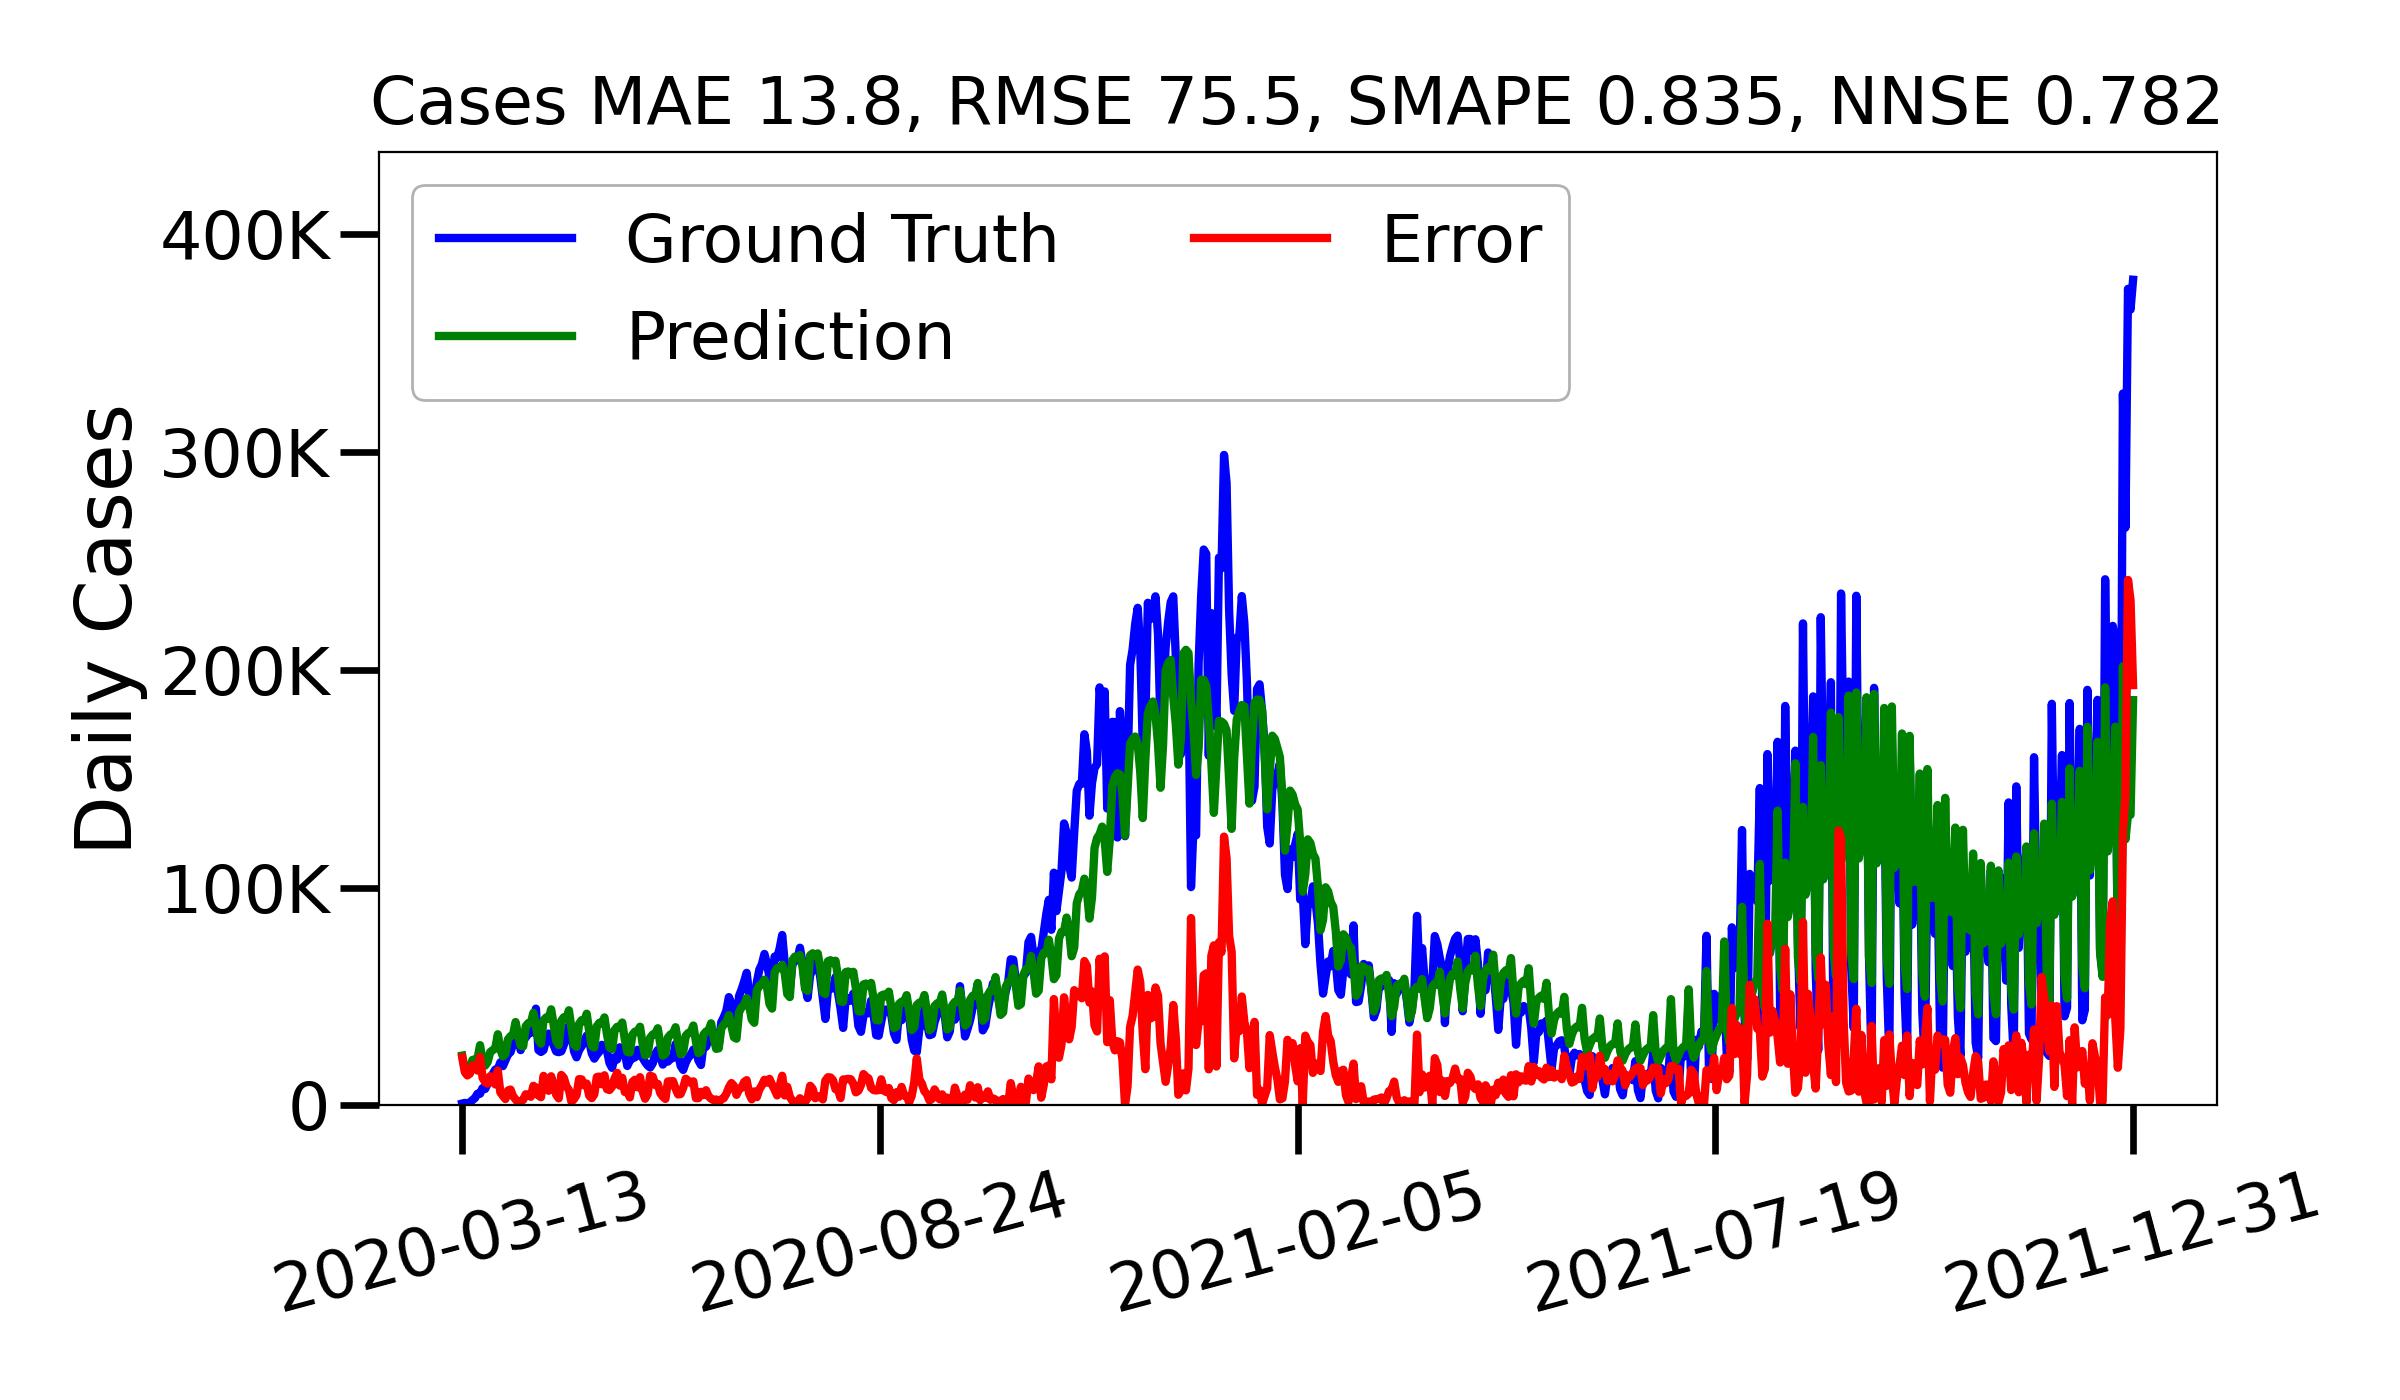 Cases MAE 13.8, RMSE 75.5, SMAPE 0.835, NNSE 0.782
Ground Truth
Prediction
Error
Daily Cases
400K
300K
200K
100K
0
2020-03-13
2020-08-24
2021-02-05
2021-07-19
2021-12-31